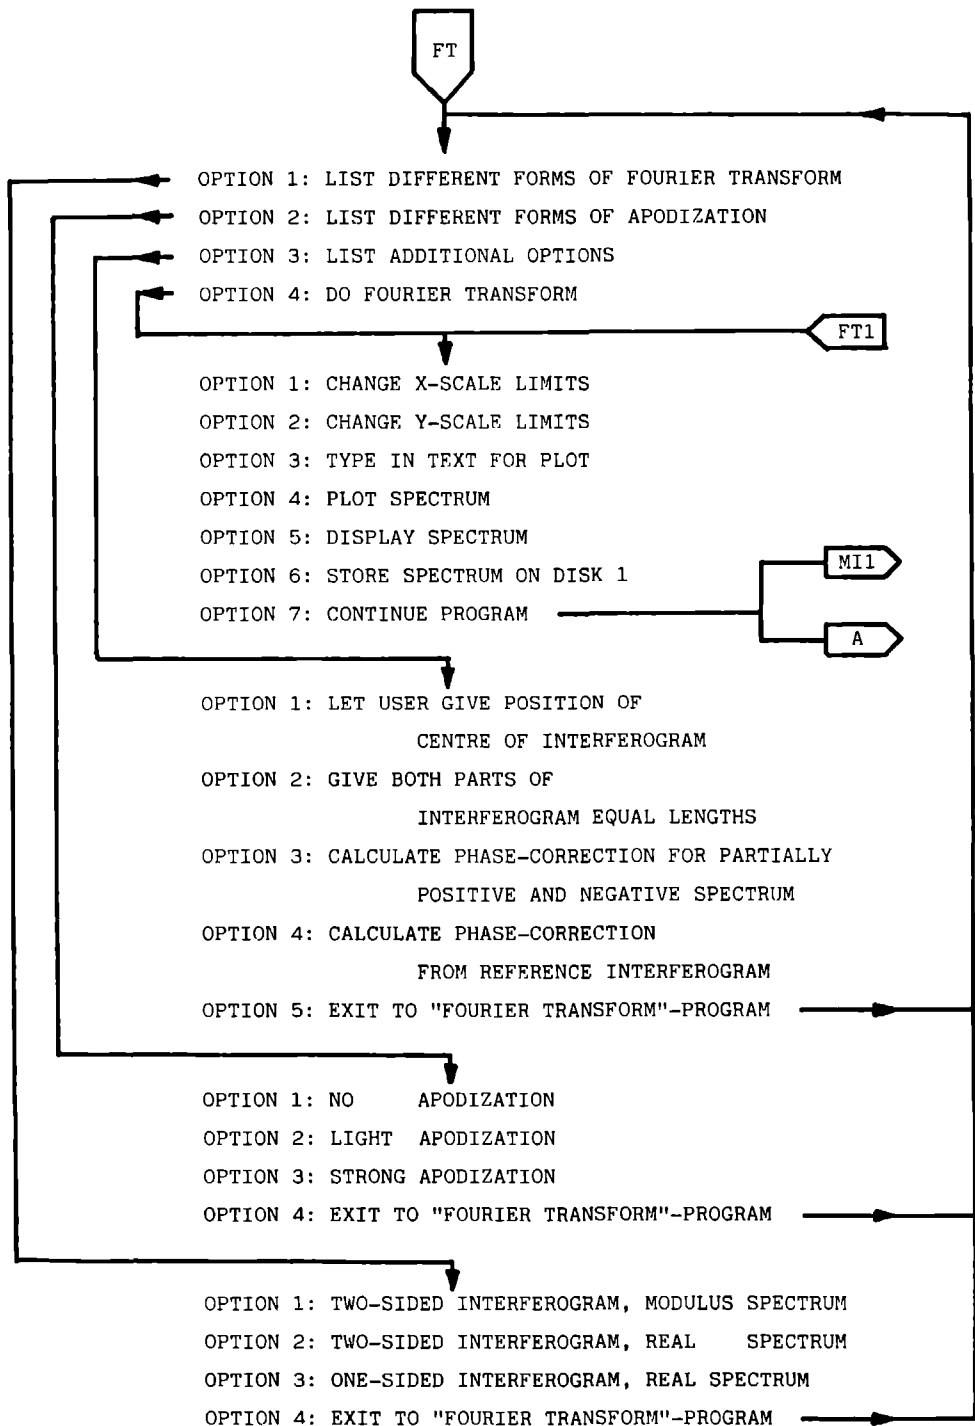 FT
OPTION 1: LIST DIFFERENT FORMS OF FOURIER TRANSFORM
OPTION 2: LIST DIFFERENT FORMS OF APODIZATION
OPTION 3: LIST ADDITIONAL OPTIONS
OPTION 4: DO FOURIER TRANSFORM
FT1
OPTION 1: CHANGE X-SCALE LIMITS
OPTION 2: CHANGE Y-SCALE LIMITS
OPTION 3: TYPE IN TEXT FOR PLOT
OPTION 4: PLOT SPECTRUM
OPTION 5: DISPLAY SPECTRUM
MI1
OPTION 6: STORE SPECTRUM ON DISK 1
OPTION 7: CONTINUE PROGRAM
A
OPTION 1: LET USER GIVE POSITION OF
CENTRE OF INTERFEROGRAM
OPTION 2: GIVE BOTH PARTS OF
INTERFEROGRAM EQUAL LENGTHS
OPTION 3: CALCULATE PHASE-CORRECTION FOR PARTIALLY
POSITIVE AND NEGATIVE SPECTRUM
OPTION 4: CALCULATE PHASE-CORRECTION
FROM REFERENCE INTERFEROGRAM
OPTION 5: EXIT TO "FOURIER TRANSFORM"-PROGRAM
OPTION 1: NO APODIZATION
OPTION 2: LIGHT APODIZATION
OPTION 3: STRONG APODIZATION
OPTION 4: EXIT TO "FOURIER TRANSFORM"-PROGRAM
OPTION 1: TWO-SIDED INTERFEROGRAM, MODULUS SPECTRUM
OPTION 2: TWO-SIDED INTERFEROGRAM, REAL SPECTRUM
OPTION 3: ONE-SIDED INTERFEROGRAM, REAL SPECTRUM
OPTION 4: EXIT TO "FOURIER TRANSFORM"-PROGRAM